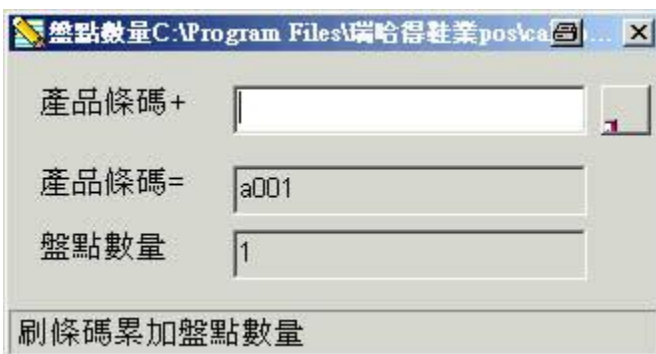 盤點數量C:\Program Files\瑞哈得鞋業pos\ca...
產品條碼+
產品條碼= a001
盤點數量 1
刷條碼累加盤點數量